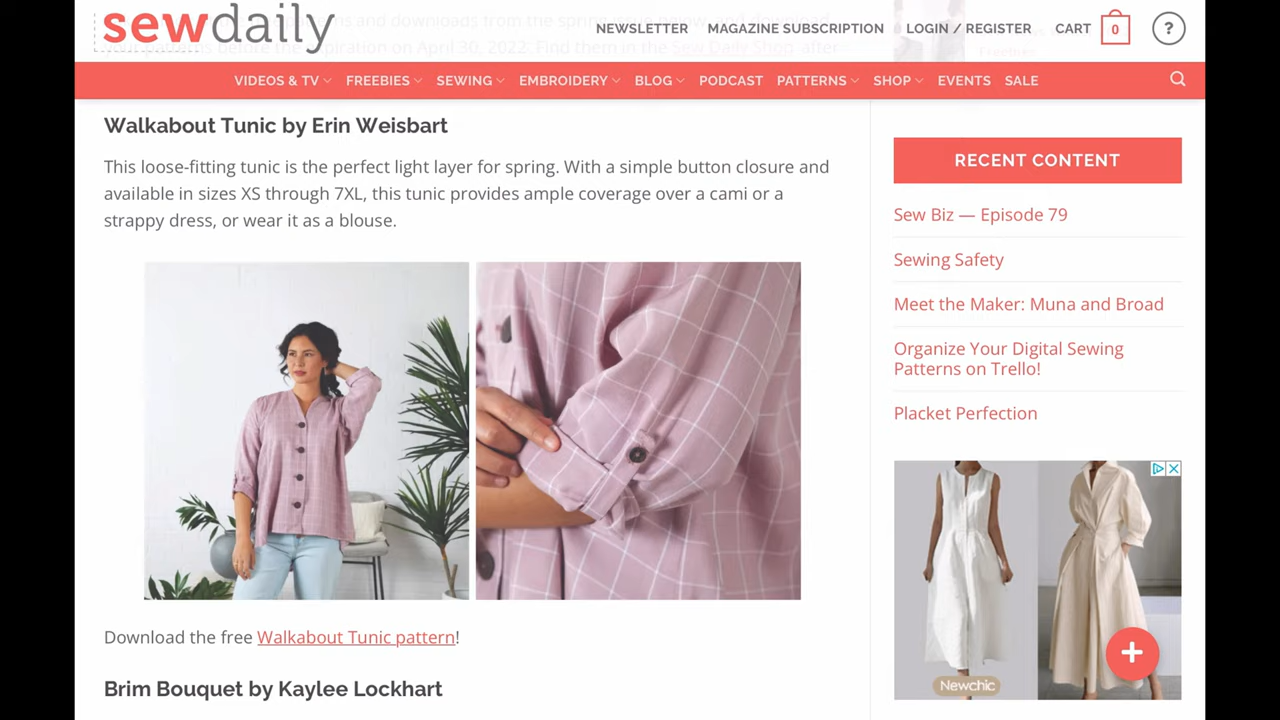 sewdaily
NEWSLETTER MAGAZINE SUBSCRIPTION LOGIN / REGISTER CART 0 ?
VIDEOS & TV FREEBIES SEWING EMBROIDERY BLOG PODCAST PATTERNS SHOP EVENTS SALE
Walkabout Tunic by Erin Weisbart
This loose-fitting tunic is the perfect light layer for spring. With a simple button closure and
available in sizes XS through 7XL, this tunic provides ample coverage over a cami or a
strappy dress, or wear it as a blouse.
Download the free Walkabout Tunic pattern!
Brim Bouquet by Kaylee Lockhart
RECENT CONTENT
Sew Biz — Episode 79
Sewing Safety
Meet the Maker: Muna and Broad
Organize Your Digital Sewing
Patterns on Trello!
Placket Perfection
Newchic